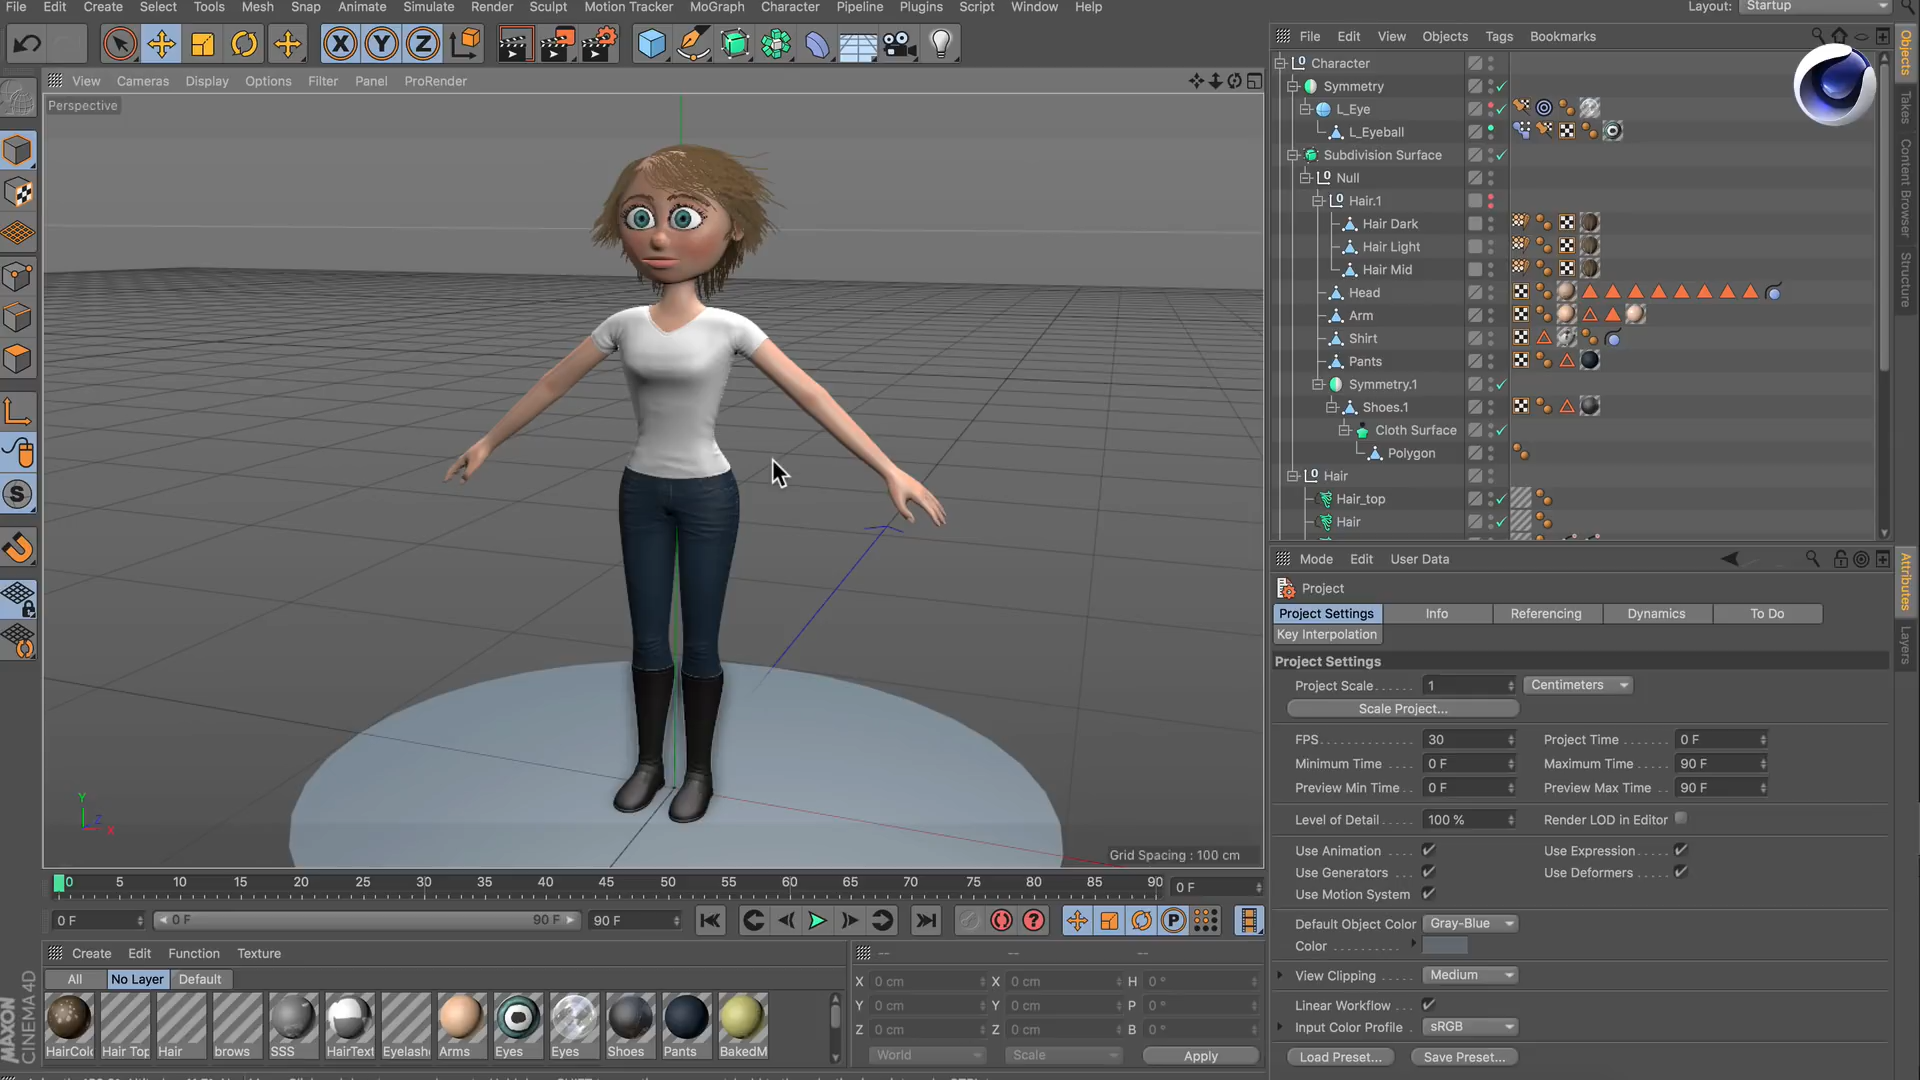 File Edit Create Select Tools Mesh Snap Animate Simulate Render Sculpt Motion Tracker MoGraph Character Pipeline Plugins Script Window Help Layout: Startup
File Edit View Objects Tags Bookmarks
View Cameras Display Options Filter Panel ProRender
Perspective
Character
Symmetry
L_Eye
L_Eyeball
Subdivision Surface
Null
Hair.1
Hair Dark
Hair Light
Hair Mid
Head
Arm
Shirt
Pants
Symmetry.1
Shoes.1
Cloth Surface
Polygon
Hair
Hair_top
Hair
Objects
Takes
Content Browser
Structure
Mode Edit User Data
Project
Project Settings Info Referencing Dynamics To Do
Key Interpolation
Project Settings
Project Scale 1 Centimeters
Scale Project...
FPS 30 Project Time 0 F
Minimum Time 0 F Maximum Time 90 F
Preview Min Time 0 F Preview Max Time 90 F
Level of Detail 100 % Render LOD in Editor
Use Animation Use Expression
Use Generators Use Deformers
Use Motion System
Default Object Color Gray-Blue
Color
View Clipping Medium
Linear Workflow
Input Color Profile sRGB
Load Preset... Save Preset...
Attributes
Layers
Y
Z
X
Grid Spacing : 100 cm
0 5 10 15 20 25 30 35 40 45 50 55 60 65 70 75 80 85 90 0 F
0 F 0 F 90 F 90 F
Create Edit Function Texture
All No Layer Default
HairColo Hair Top Hair brows SSS HairText Eyelash Arms Eyes Eyes Shoes Pants BakedM
-- -- --
X 0 cm X 0 cm H 0 °
Y 0 cm Y 0 cm P 0 °
Z 0 cm Z 0 cm B 0 °
World Scale Apply
MAXON
CINEMA4D